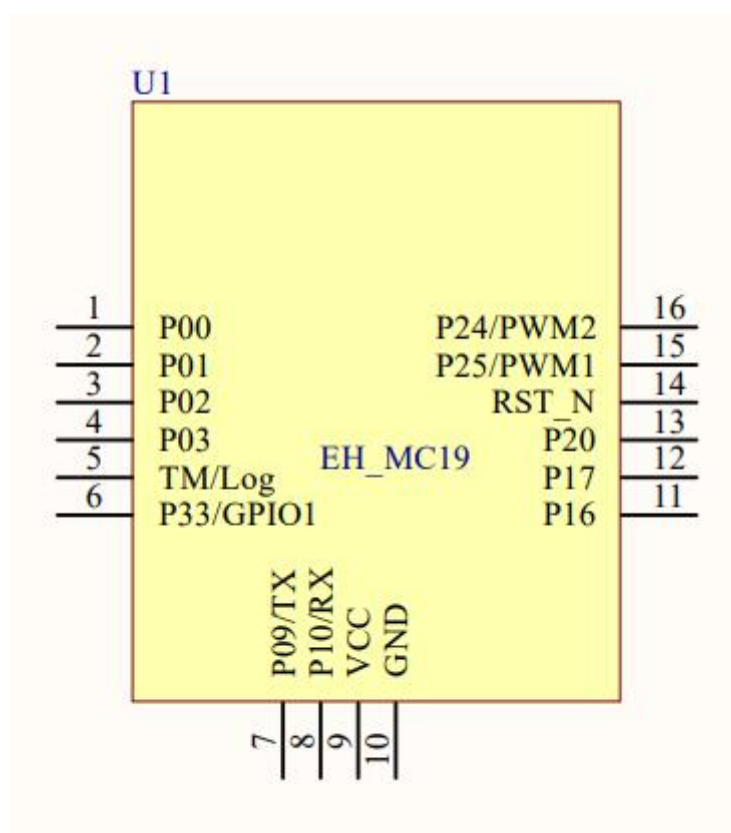 U1
1 P00 P24/PWM2 16
2 P01 P25/PWM1 15
3 P02 RST_N 14
4 P03 P20 13
5 TM/Log EH_MC19 P17 12
6 P33/GPIO1 P16 11
P09/TX
P10/RX
VCC
GND
7
8
9
10